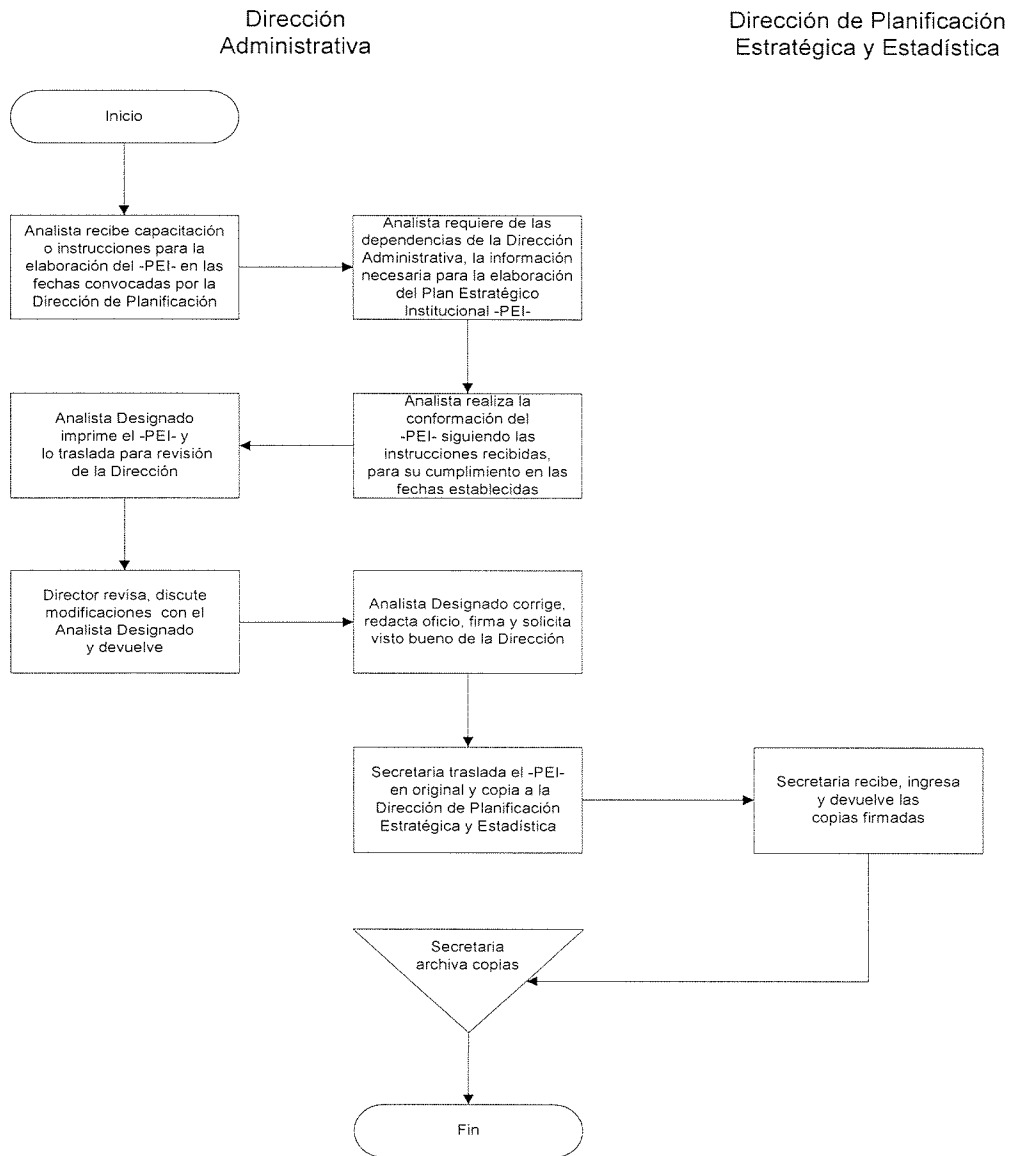 Dirección
Administrativa
Dirección de Planificación
Estratégica y Estadística
Inicio
Analista recibe capacitación
o instrucciones para la
elaboración del -PEI- en las
fechas convocadas por la
Dirección de Planificación
Analista requiere de las
dependencias de la Dirección
Administrativa, la información
necesaria para la elaboración
del Plan Estratégico
Institucional -PEI-
Analista realiza la
conformación del
-PEI- siguiendo las
instrucciones recibidas,
para su cumplimiento en las
fechas establecidas
Analista Designado
imprime el -PEI- y
lo traslada para revisión
de la Dirección
Director revisa, discute
modificaciones con el
Analista Designado
y devuelve
Analista Designado corrige,
redacta oficio, firma y solicita
visto bueno de la Dirección
Secretaria traslada el -PEI-
en original y copia a la
Dirección de Planificación
Estratégica y Estadística
Secretaria recibe, ingresa
y devuelve las
copias firmadas
Secretaria
archiva copias
Fin